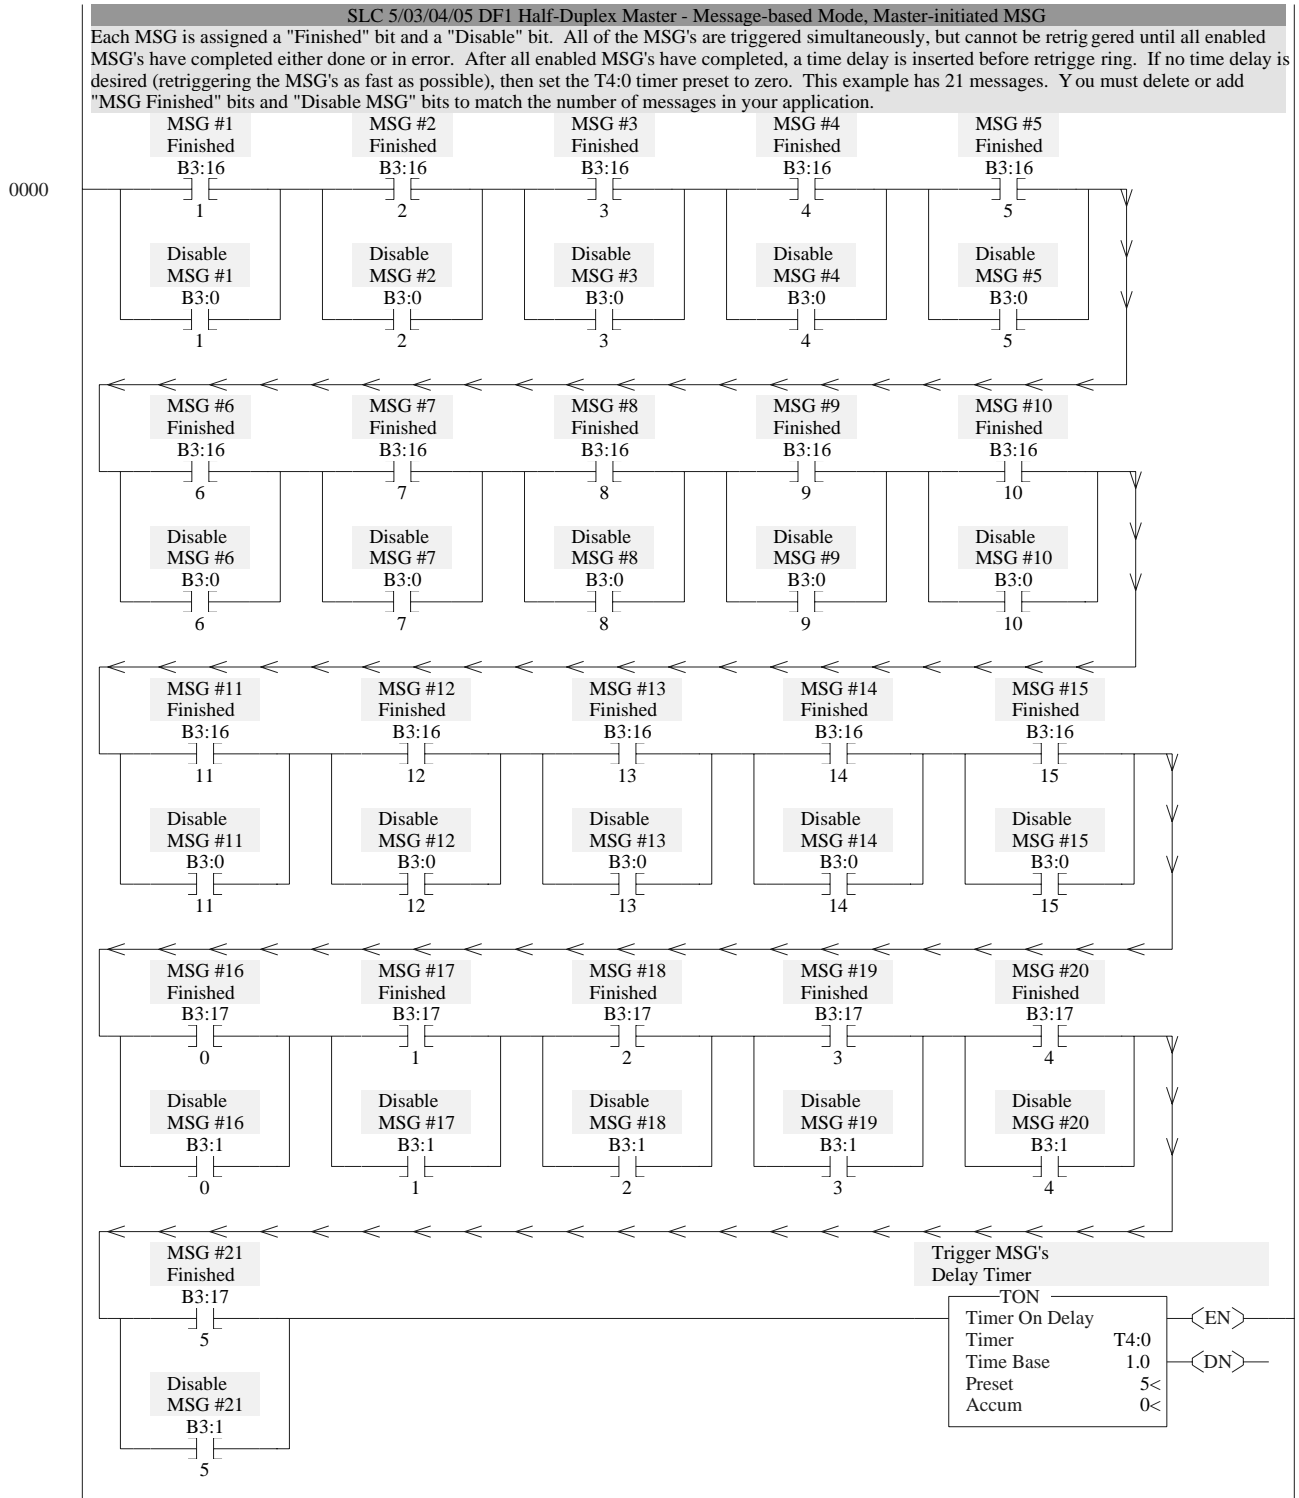 SLC 5/03/04/05 DF1 Half-Duplex Master - Message-based Mode, Master-initiated MSG
Each MSG is assigned a "Finished" bit and a "Disable" bit. All of the MSG's are triggered simultaneously, but cannot be retrig gered until all enabled
MSG's have completed either done or in error. After all enabled MSG's have completed, a time delay is inserted before retrigge ring. If no time delay is
desired (retriggering the MSG's as fast as possible), then set the T4:0 timer preset to zero. This example has 21 messages. Y ou must delete or add
"MSG Finished" bits and "Disable MSG" bits to match the number of messages in your application.
MSG #1 MSG #2 MSG #3 MSG #4 MSG #5
Finished Finished Finished Finished Finished
B3:16 B3:16 B3:16 B3:16 B3:16
0000
1 2 3 4 5
Disable Disable Disable Disable Disable
MSG #1 MSG #2 MSG #3 MSG #4 MSG #5
B3:0 B3:0 B3:0 B3:0 B3:0
1 2 3 4 5
MSG #6 MSG #7 MSG #8 MSG #9 MSG #10
Finished Finished Finished Finished Finished
B3:16 B3:16 B3:16 B3:16 B3:16
6 7 8 9 10
Disable Disable Disable Disable Disable
MSG #6 MSG #7 MSG #8 MSG #9 MSG #10
B3:0 B3:0 B3:0 B3:0 B3:0
6 7 8 9 10
MSG #11 MSG #12 MSG #13 MSG #14 MSG #15
Finished Finished Finished Finished Finished
B3:16 B3:16 B3:16 B3:16 B3:16
11 12 13 14 15
Disable Disable Disable Disable Disable
MSG #11 MSG #12 MSG #13 MSG #14 MSG #15
B3:0 B3:0 B3:0 B3:0 B3:0
11 12 13 14 15
MSG #16 MSG #17 MSG #18 MSG #19 MSG #20
Finished Finished Finished Finished Finished
B3:17 B3:17 B3:17 B3:17 B3:17
0 1 2 3 4
Disable Disable Disable Disable Disable
MSG #16 MSG #17 MSG #18 MSG #19 MSG #20
B3:1 B3:1 B3:1 B3:1 B3:1
0 1 2 3 4
MSG #21 Trigger MSG's
Finished Delay Timer
B3:17 TON
Timer On Delay EN
5 Timer T4:0
Time Base 1.0 DN
Disable Preset 5<
MSG #21 Accum 0<
B3:1
5